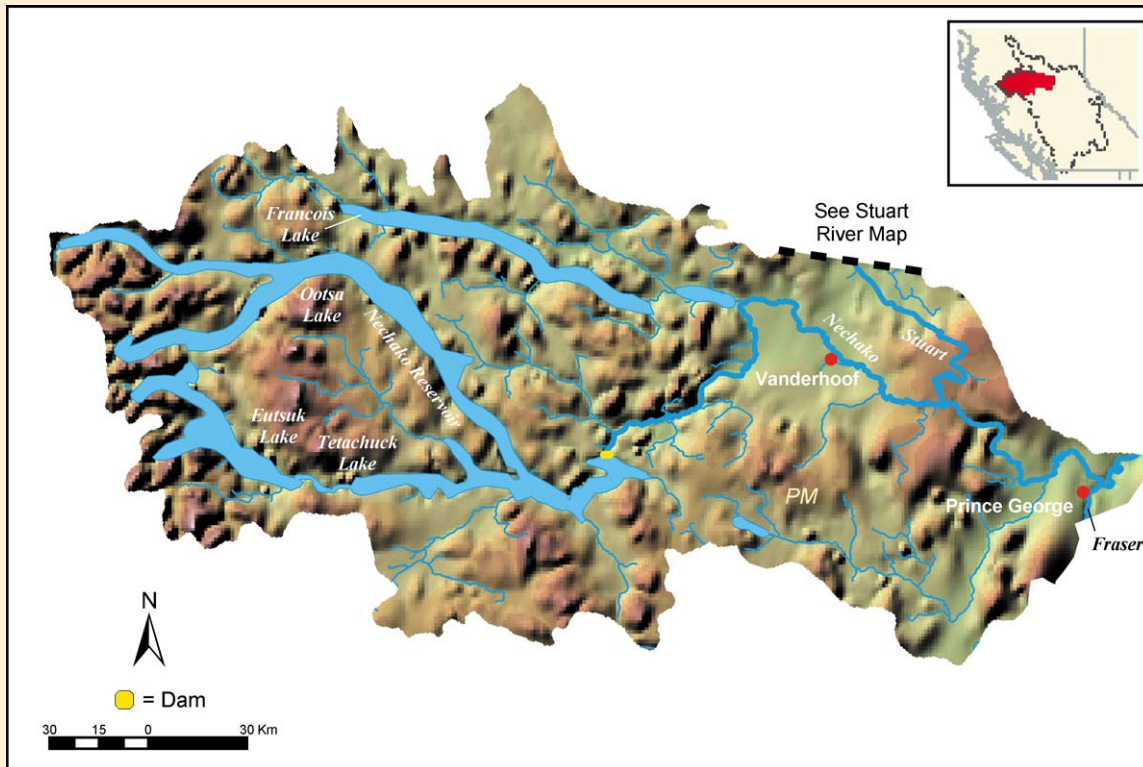 See Stuart
River Map
Francois
Lake
Ootsa
Lake
Nechako Reservoir
Nechako
Stuart
Vanderhoof
Eutsuk
Lake
Tetachuck
Lake
PM
Prince George
Fraser
N
= Dam
30 15 0 30 Km